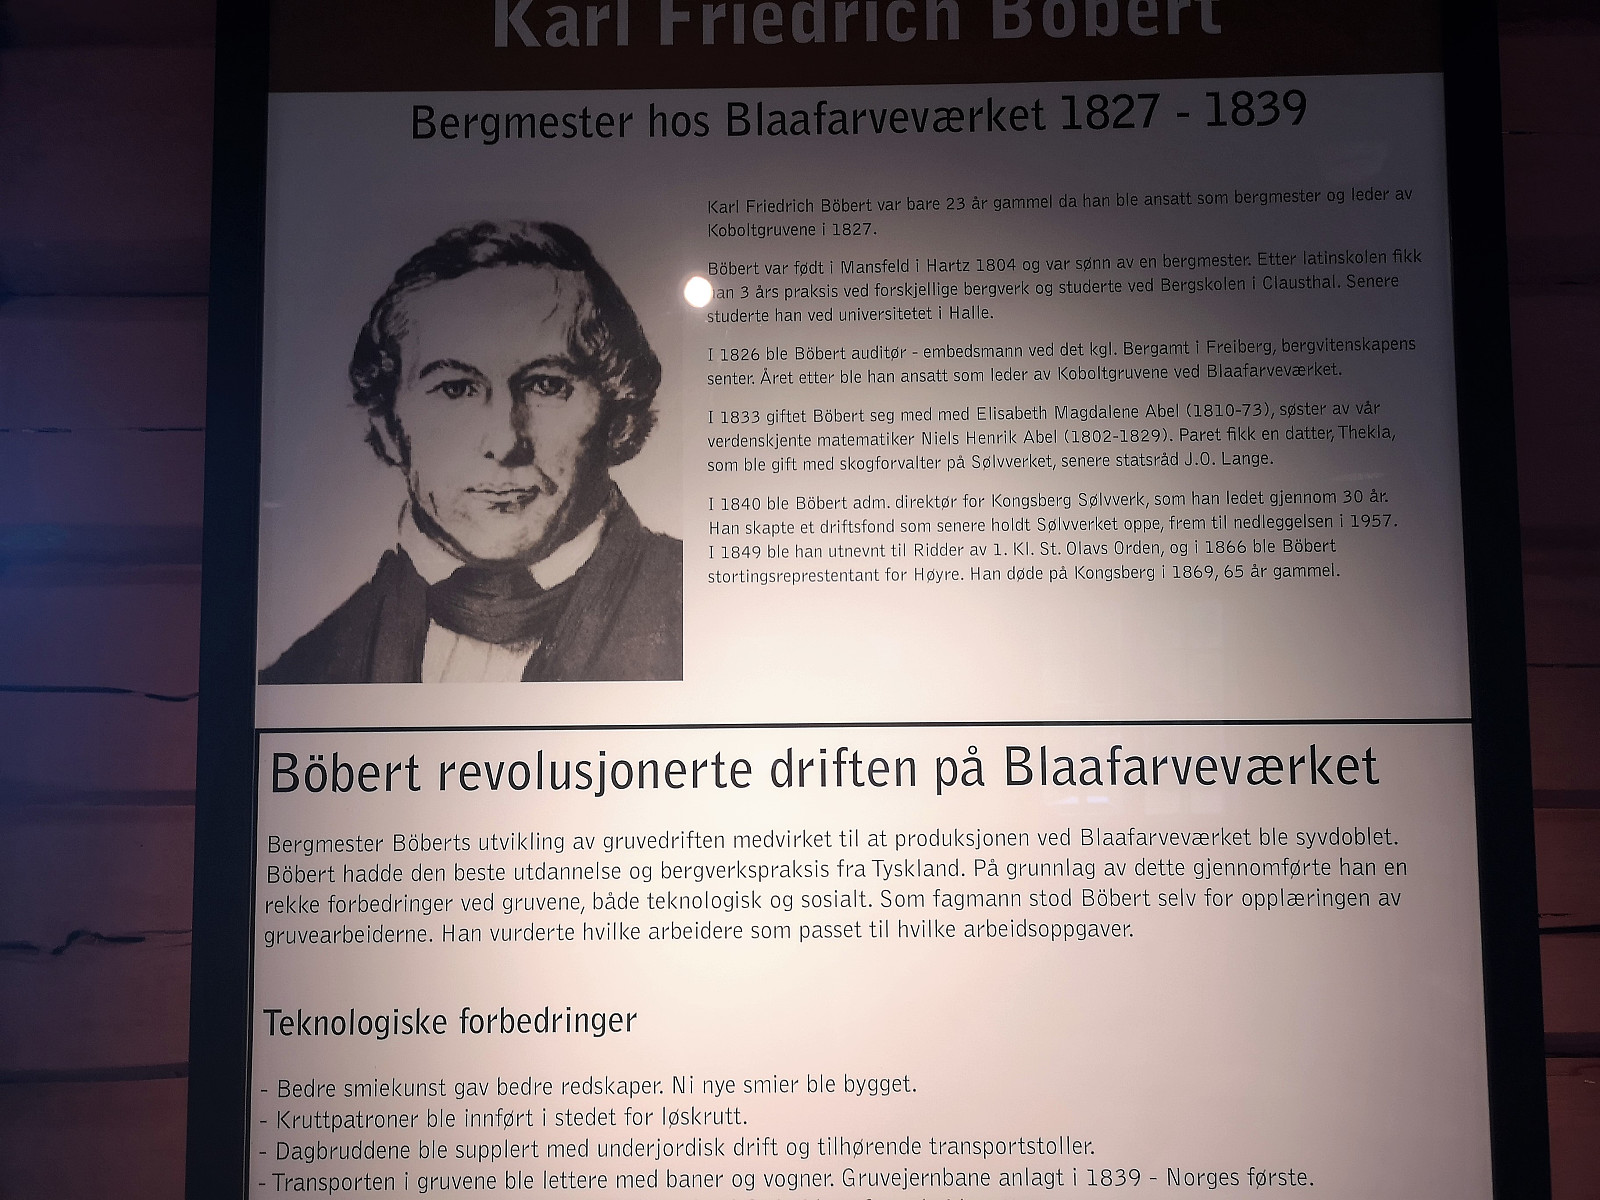 Karl Friedrich Böbert
Bergmester hos Blaafarveværket 1827 - 1839
Karl Friedrich Böbert var bare 23 år gammel da han ble ansatt som bergmester og leder av
Koboltgruvene i 1827.
Böbert var født i Mansfeld i Hartz 1804 og var sønn av en bergmester. Etter latinskolen fikk
han 3 års praksis ved forskjellige bergverk og studerte ved Bergskolen i Clausthal. Senere
studerte han ved universitetet i Halle.
I 1826 ble Böbert auditør - embedsmann ved det kgl. Bergamt i Freiberg, bergvitenskapens
senter. Året etter ble han ansatt som leder av Koboltgruvene ved Blaafarveværket.
I 1833 giftet Böbert seg med med Elisabeth Magdalene Abel (1810-73), søster av vår
verdenskjente matematiker Niels Henrik Abel (1802-1829). Paret fikk en datter, Thekla,
som ble gift med skogforvalter på Sølvverket, senere statsråd J.O. Lange.
I 1840 ble Böbert adm. direktør for Kongsberg Sølvverk, som han ledet gjennom 30 år.
Han skapte et driftsfond som senere holdt Sølvverket oppe, frem til nedleggelsen i 1957.
I 1849 ble han utnevnt til Ridder av 1. Kl. St. Olavs Orden, og i 1866 ble Böbert
stortingsreprestentant for Høyre. Han døde på Kongsberg i 1869, 65 år gammel.
Böbert revolusjonerte driften på Blaafarveværket
Bergmester Böberts utvikling av gruvedriften medvirket til at produksjonen ved Blaafarveværket ble syvdoblet.
Böbert hadde den beste utdannelse og bergverkspraksis fra Tyskland. På grunnlag av dette gjennomførte han en
rekke forbedringer ved gruvene, både teknologisk og sosialt. Som fagmann stod Böbert selv for opplæringen av
gruvearbeiderne. Han vurderte hvilke arbeidere som passet til hvilke arbeidsoppgaver.
Teknologiske forbedringer
- Bedre smiekunst gav bedre redskaper. Ni nye smier ble bygget.
- Kruttpatroner ble innført i stedet for løskrutt.
- Dagbruddene ble supplert med underjordisk drift og tilhørende transportstoller.
- Transporten i gruvene ble lettere med baner og vogner. Gruvejernbane anlagt i 1839 - Norges første.